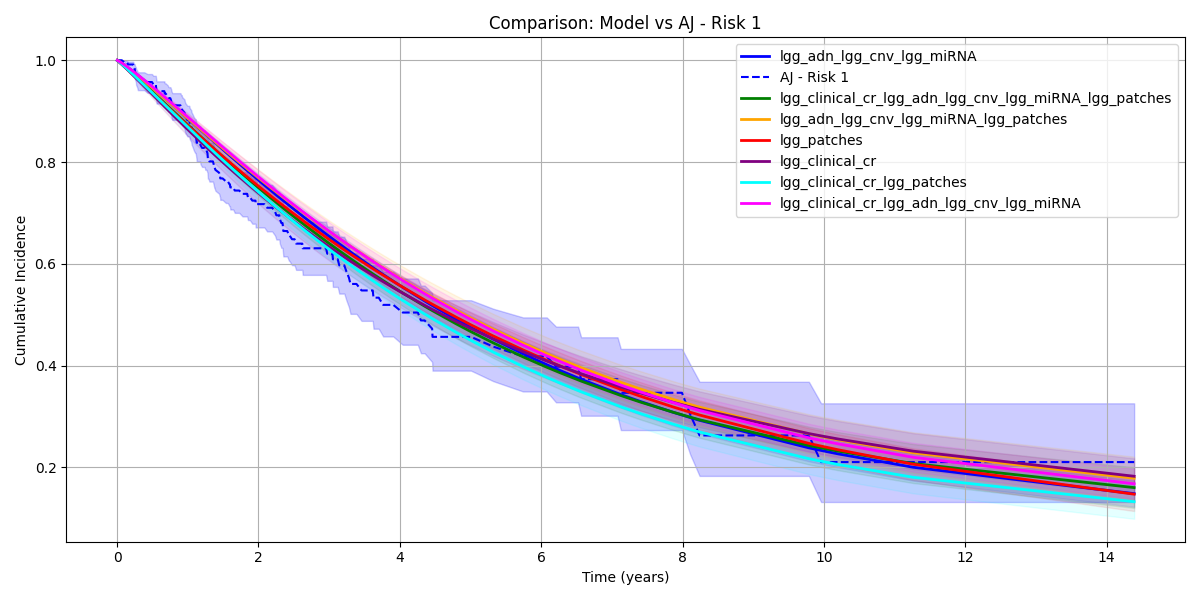 Comparison: Model vs AJ - Risk 1
lgg_adn_lgg_cnv_lgg_miRNA
AJ - Risk 1
lgg_clinical_cr_lgg_adn_lgg_cnv_lgg_miRNA_lgg_patches
lgg_adn_lgg_cnv_lgg_miRNA_lgg_patches
lgg_patches
lgg_clinical_cr
lgg_clinical_cr_lgg_patches
lgg_clinical_cr_lgg_adn_lgg_cnv_lgg_miRNA
Cumulative Incidence
1.0
0.8
0.6
0.4
0.2
0 2 4 6 8 10 12 14
Time (years)